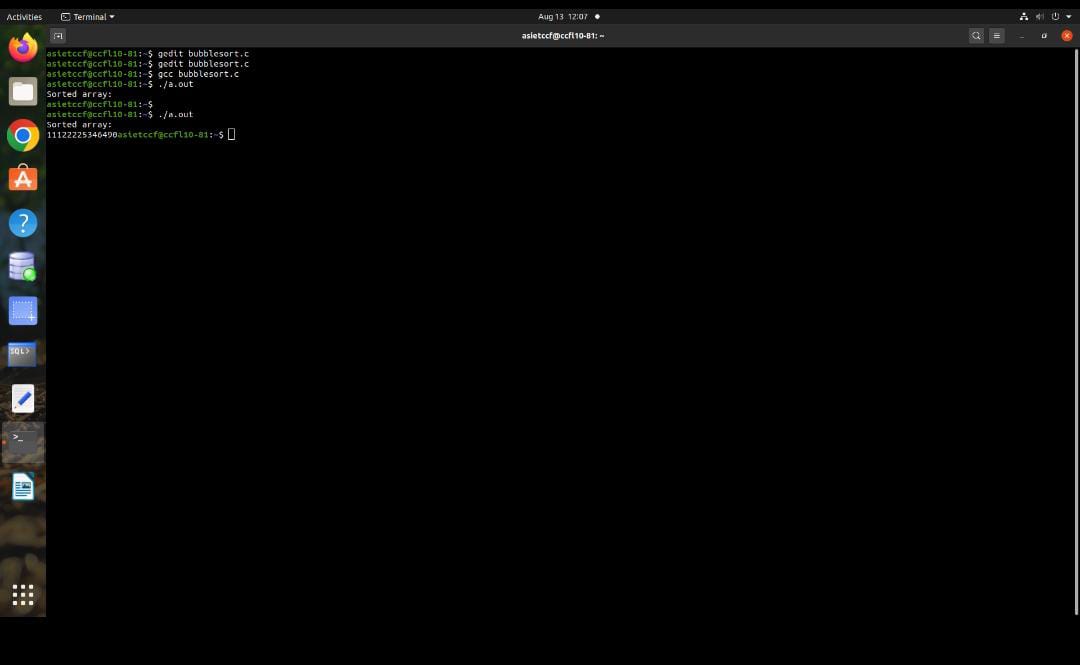 Activities Terminal Aug 13 12:07
asietccf@ccfl10-81: ~
asietccf@ccfl10-81:~$ gedit bubblesort.c
asietccf@ccfl10-81:~$ gedit bubblesort.c
asietccf@ccfl10-81:~$ gcc bubblesort.c
asietccf@ccfl10-81:~$ ./a.out
Sorted array:
asietccf@ccfl10-81:~$
asietccf@ccfl10-81:~$ ./a.out
Sorted array:
11122225346490asietccf@ccfl10-81:~$
SQL>